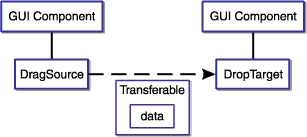 GUI Component
GUI Component
DragSource
DropTarget
Transferable
data